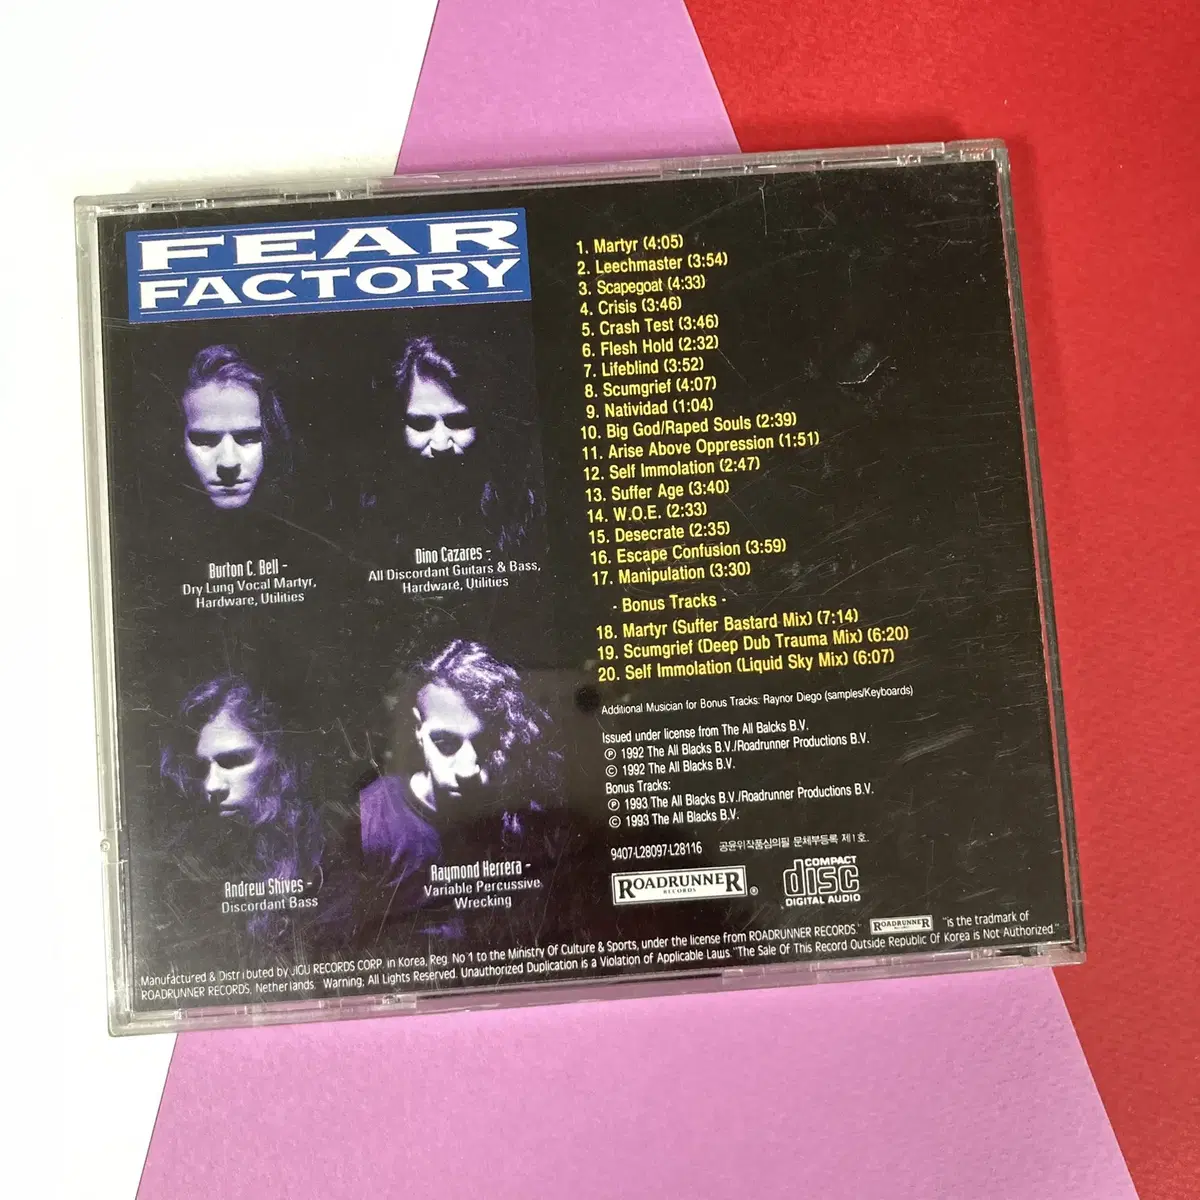 FEAR
FACTORY
Burton C. Bell -
Dry Lung Vocal Martyr,
Hardware, Utilities
Dino Cazares -
All Discordant Guitars & Bass,
Hardware, Utilities
Andrew Shives -
Discordant Bass
Raymond Herrera -
Variable Percussive
Wrecking
1. Martyr (4:05)
2. Leechmaster (3:54)
3. Scapegoat (4:33)
4. Crisis (3:46)
5. Crash Test (3:46)
6. Flesh Hold (2:32)
7. Lifeblind (3:52)
8. Scumgrief (4:07)
9. Natividad (1:04)
10. Big God/Raped Souls (2:39)
11. Arise Above Oppression (1:51)
12. Self Immolation (2:47)
13. Suffer Age (3:40)
14. W.O.E. (2:33)
15. Desecrate (2:35)
16. Escape Confusion (3:59)
17. Manipulation (3:30)
- Bonus Tracks -
18. Martyr (Suffer Bastard Mix) (7:14)
19. Scumgrief (Deep Dub Trauma Mix) (6:20)
20. Self Immolation (Liquid Sky Mix) (6:07)
Additional Musician for Bonus Tracks: Raynor Diego (samples/Keyboards)
Issued under license from The All Balcks B.V.
℗ 1992 The All Blacks B.V./Roadrunner Productions B.V.
© 1992 The All Blacks B.V.
Bonus Tracks:
℗ 1993 The All Blacks B.V./Roadrunner Productions B.V.
© 1993 The All Blacks B.V.
9407-L28097-L28116 공윤위작품심의필 문체부등록 제1호.
ROADRUNNER
RECORDS
®
COMPACT
disc
DIGITAL AUDIO
Manufactured & Distributed by JIGU RECORDS CORP. in Korea, Reg. No 1 to the Ministry Of Culture & Sports, under the license from ROADRUNNER RECORDS." ROADRUNNER "is the tradmark of
ROADRUNNER RECORDS, Netherlands. Warning; All Rights Reserved. Unauthorized Duplication is a Violation of Applicable Laws. "The Sale Of This Record Outside Republic Of Korea is Not Authorized."